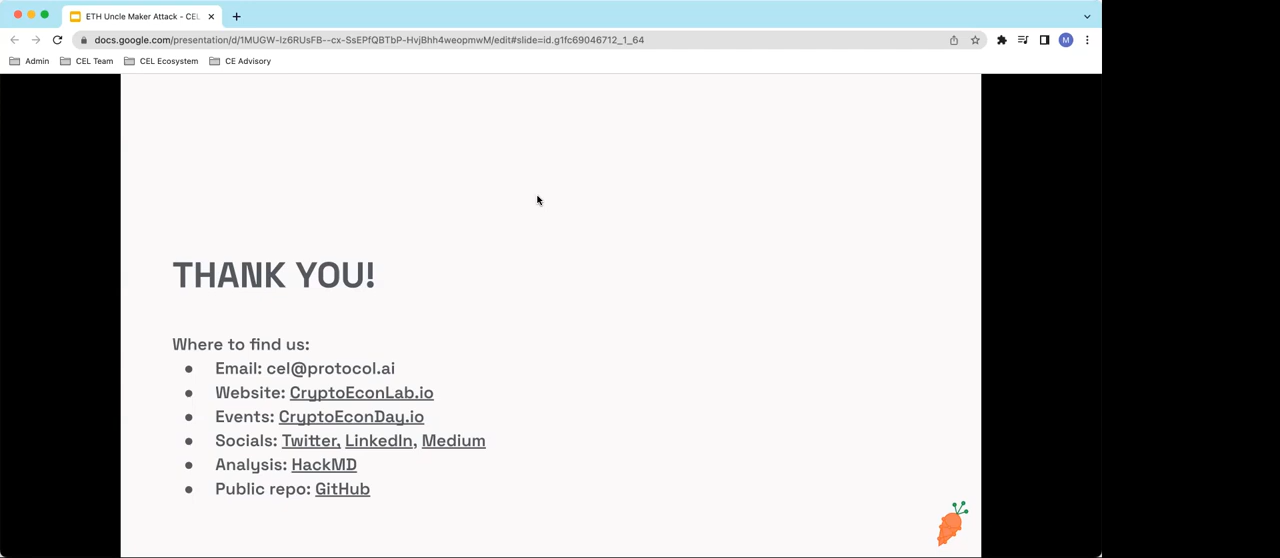 ETH Uncle Maker Attack - CEL
docs.google.com/presentation/d/1MUGW-Iz6RUsFB--cx-SsEPfQBTbP-HvjBhh4weopmwM/edit#slide=id.g1fc69046712_1_64
M
Admin CEL Team CEL Ecosystem CE Advisory
THANK YOU!
Where to find us:
● Email: cel@protocol.ai
● Website: CryptoEconLab.io
● Events: CryptoEconDay.io
● Socials: Twitter, LinkedIn, Medium
● Analysis: HackMD
● Public repo: GitHub